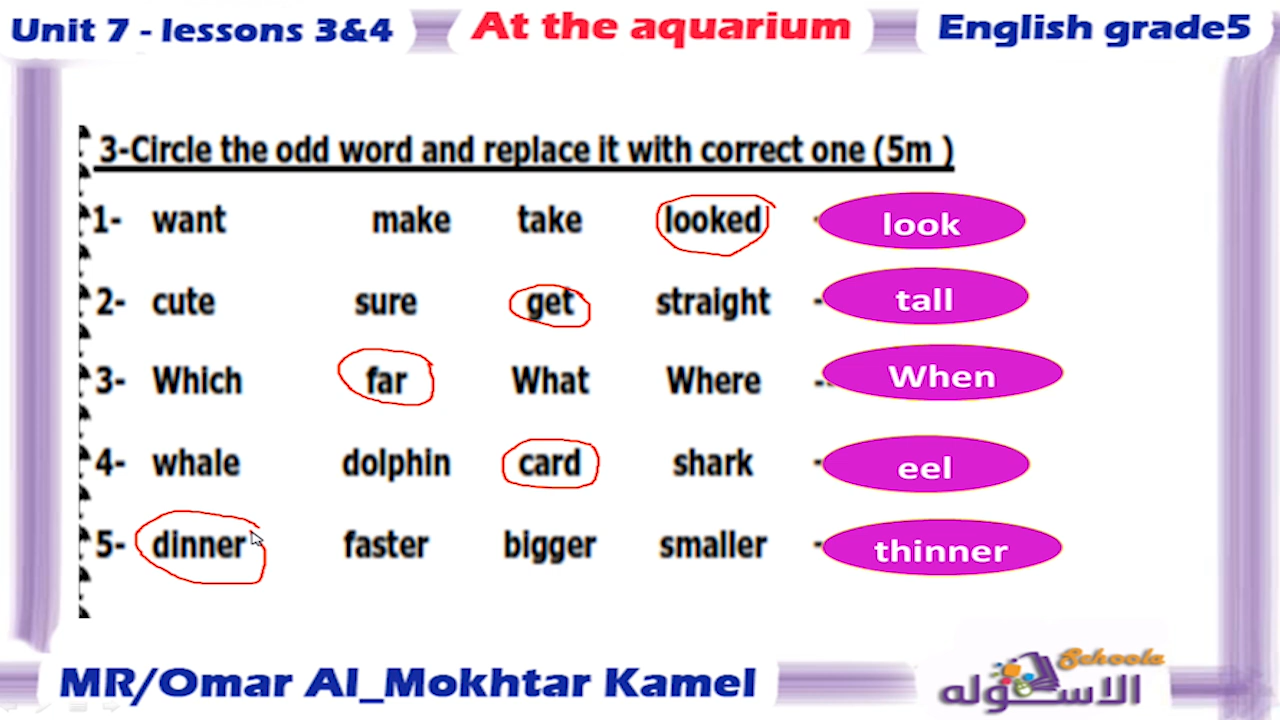 Unit 7 - lessons 3&4 At the aquarium English grade5
3-Circle the odd word and replace it with correct one (5m )
1- want make take looked - look
2- cute sure get straight - tall
3- Which far What Where -- When
4- whale dolphin card shark - eel
5- dinner faster bigger smaller - thinner
MR/Omar Al_Mokhtar Kamel
Schools
الاسـكـوله